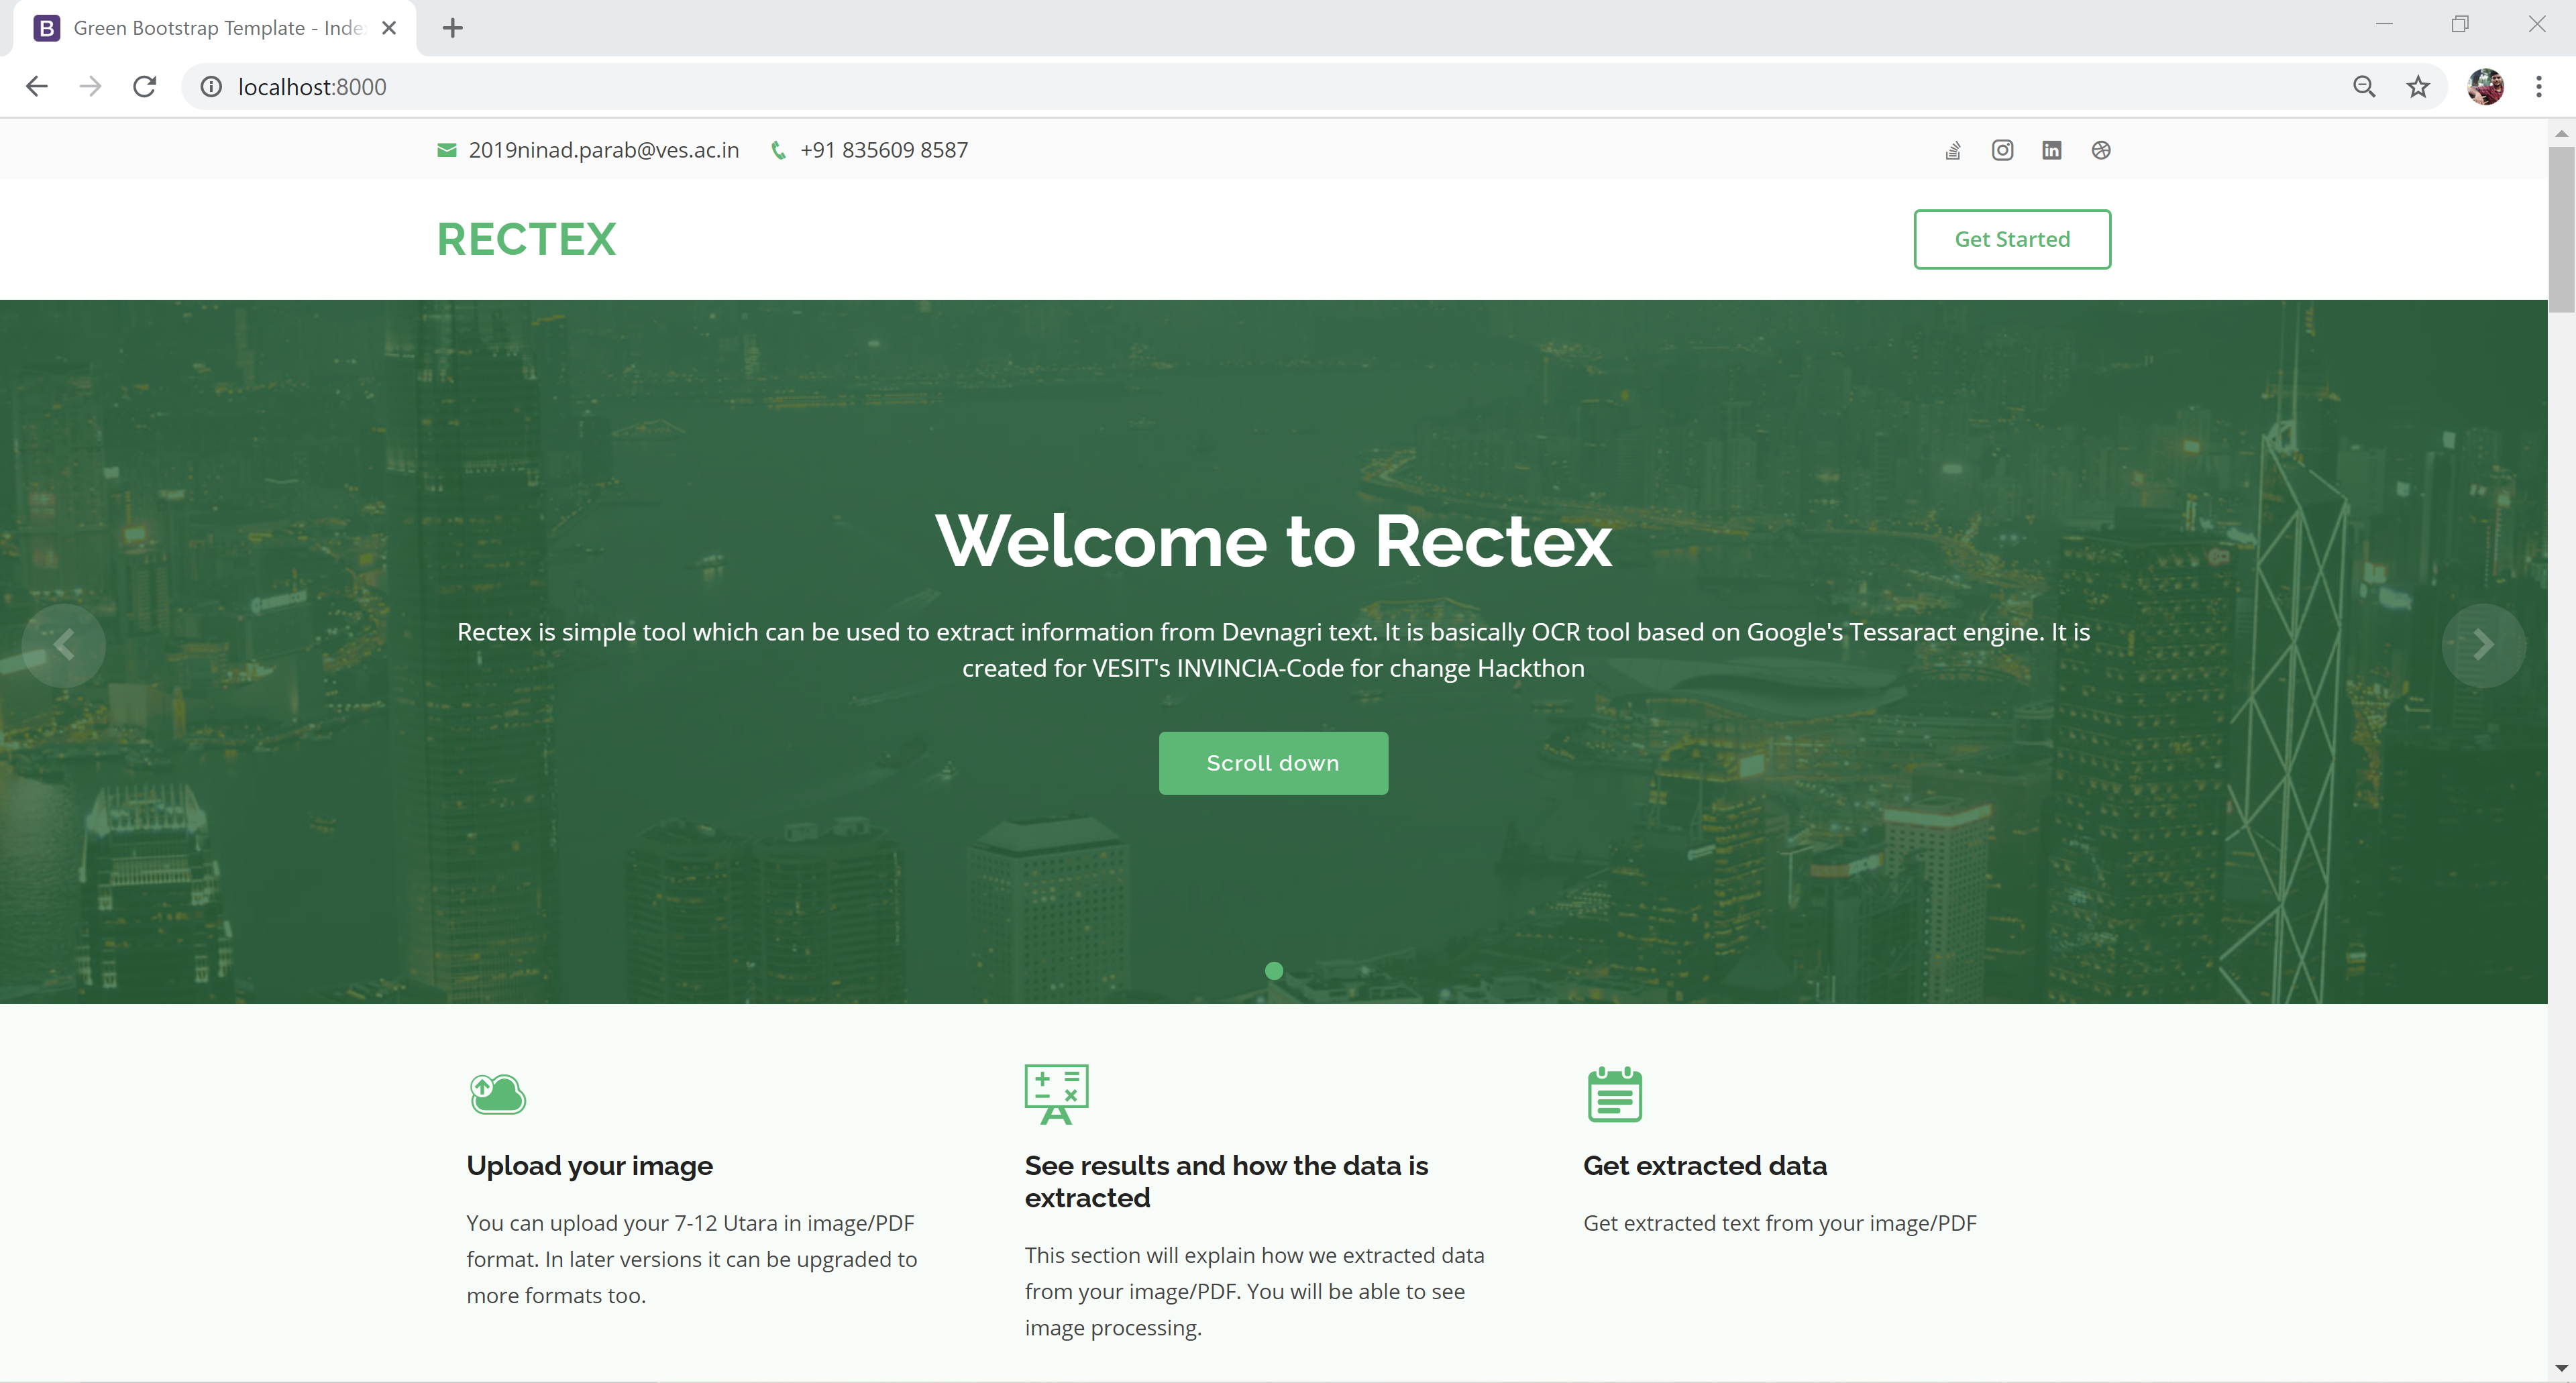 Green Bootstrap Template - Inde
localhost:8000
2019ninad.parab@ves.ac.in +91 835609 8587
RECTEX
Get Started
Welcome to Rectex
Rectex is simple tool which can be used to extract information from Devnagri text. It is basically OCR tool based on Google's Tessaract engine. It is
created for VESIT's INVINCIA-Code for change Hackthon
Scroll down
Upload your image
You can upload your 7-12 Utara in image/PDF
format. In later versions it can be upgraded to
more formats too.
See results and how the data is
extracted
This section will explain how we extracted data
from your image/PDF. You will be able to see
image processing.
Get extracted data
Get extracted text from your image/PDF